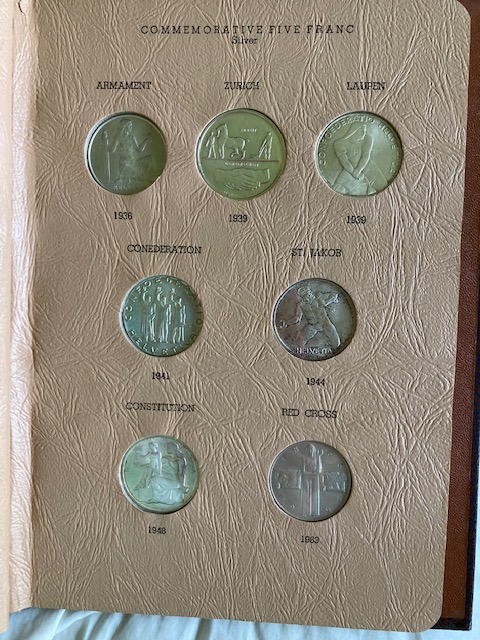 COMMEMORATIVE FIVE FRANC
Silver
ARMAMENT ZURICH LAUPEN
1936 1939 1939
CONEDERATION ST. JAKOB
HELVETIA
1941 1944
CONSTITUTION RED CROSS
1948 1963